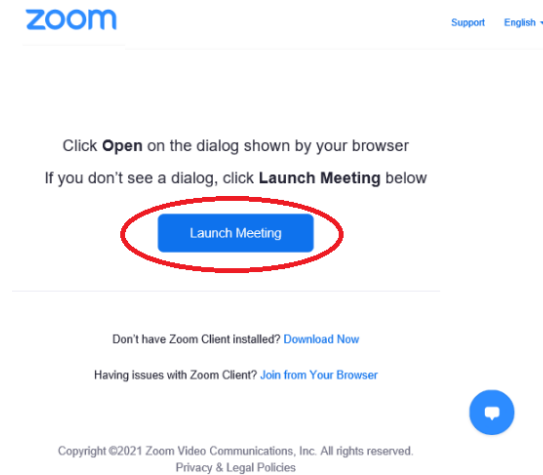 zoom
Support English
Click Open on the dialog shown by your browser
If you don't see a dialog, click Launch Meeting below
Launch Meeting
Don't have Zoom Client installed? Download Now
Having issues with Zoom Client? Join from Your Browser
Copyright ©2021 Zoom Video Communications, Inc. All rights reserved.
Privacy & Legal Policies